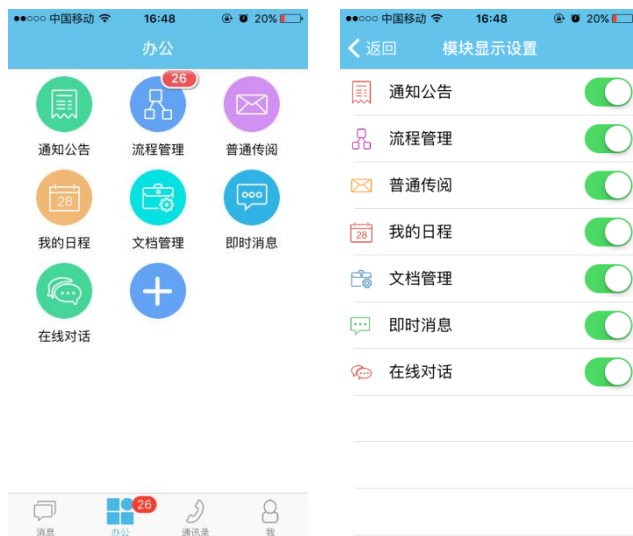 中国移动 16:48 20%
办公
26
通知公告 流程管理 普通传阅
28
我的日程 文档管理 即时消息
在线对话
26
消息 办公 通讯录 我
中国移动 16:48 20%
返回 模块显示设置
通知公告
流程管理
普通传阅
28 我的日程
文档管理
即时消息
在线对话